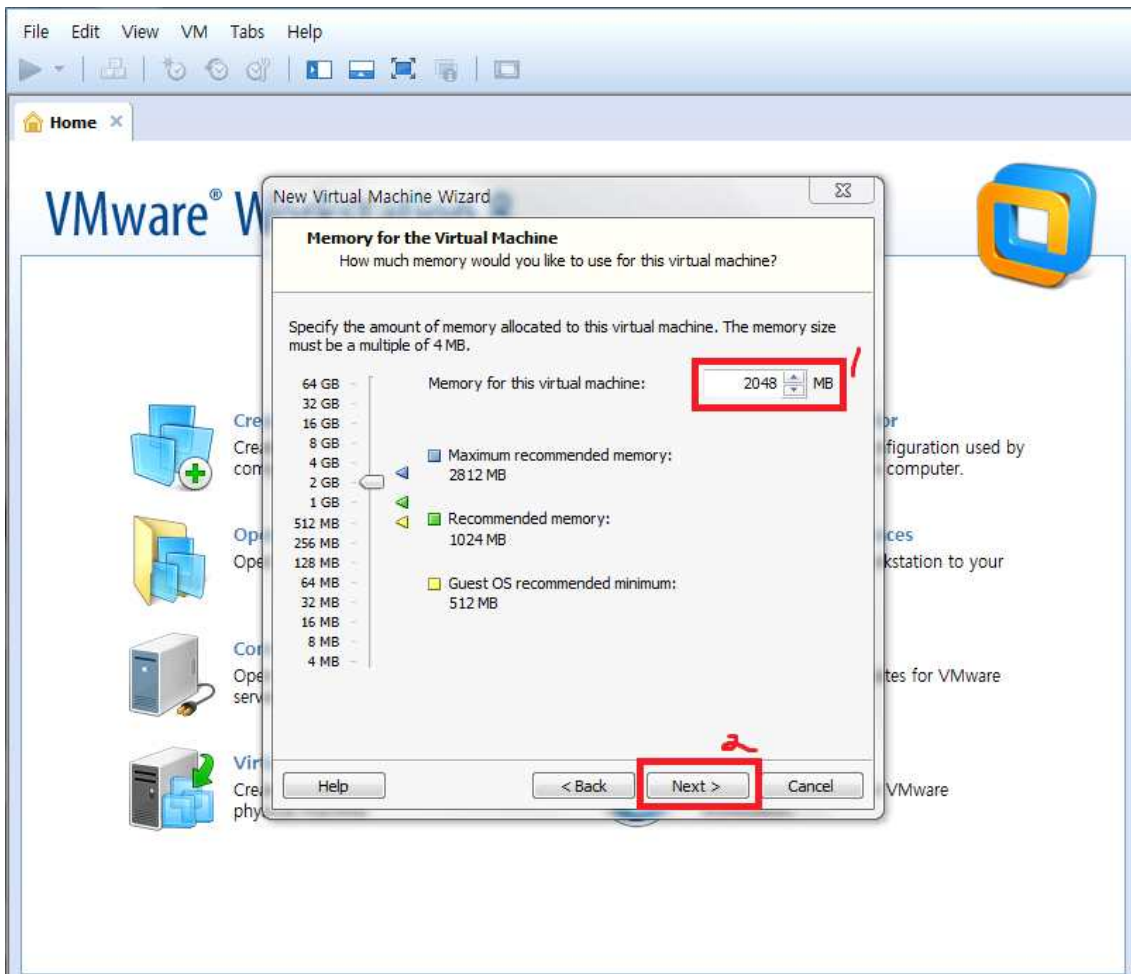 File Edit View VM Tabs Help
Home
VMware® W
New Virtual Machine Wizard
Memory for the Virtual Machine
How much memory would you like to use for this virtual machine?
Specify the amount of memory allocated to this virtual machine. The memory size
must be a multiple of 4 MB.
Memory for this virtual machine: 2048 MB
1
64 GB
32 GB
16 GB
8 GB
4 GB
2 GB
1 GB
512 MB
256 MB
128 MB
64 MB
32 MB
16 MB
8 MB
4 MB
Maximum recommended memory:
2812 MB
Recommended memory:
1024 MB
Guest OS recommended minimum:
512 MB
2
Help < Back Next > Cancel
Cre
Crea
com
or
figuration used by
computer.
Ope
Ope
ces
kstation to your
Con
Ope
serv
tes for VMware
Virt
Crea
phy
VMware